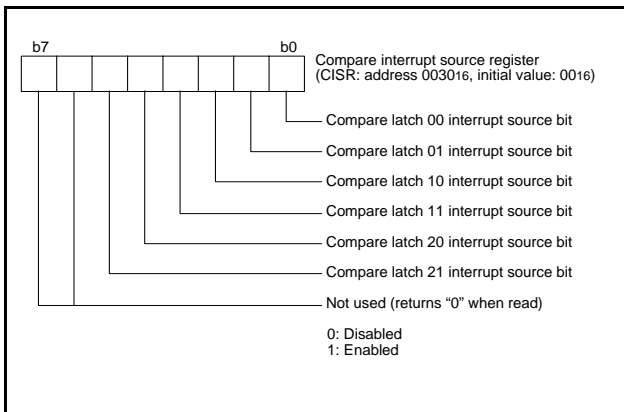 b7 b0
Compare interrupt source register
(CISR: address 003016, initial value: 0016)
Compare latch 00 interrupt source bit
Compare latch 01 interrupt source bit
Compare latch 10 interrupt source bit
Compare latch 11 interrupt source bit
Compare latch 20 interrupt source bit
Compare latch 21 interrupt source bit
Not used (returns “0” when read)
0: Disabled
1: Enabled